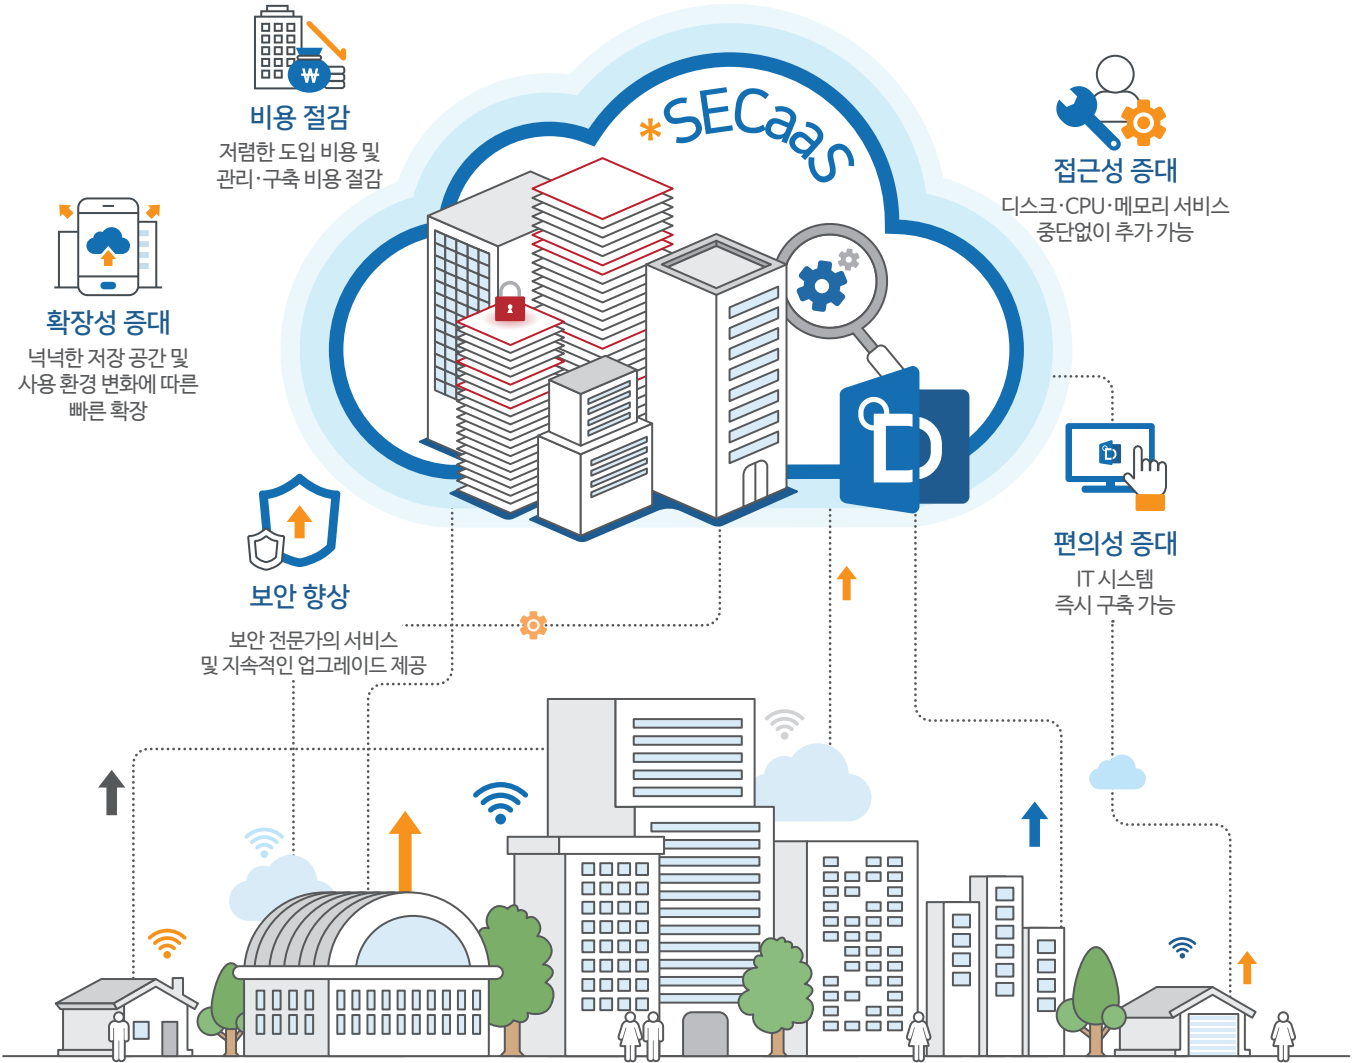 비용 절감
저렴한 도입 비용 및
관리·구축 비용 절감
*SECaaS
접근성 증대
디스크·CPU·메모리 서비스
중단없이 추가 가능
확장성 증대
넉넉한 저장 공간 및
사용 환경 변화에 따른
빠른 확장
D
D
편의성 증대
IT 시스템
즉시 구축 가능
보안 향상
보안 전문가의 서비스
및 지속적인 업그레이드 제공